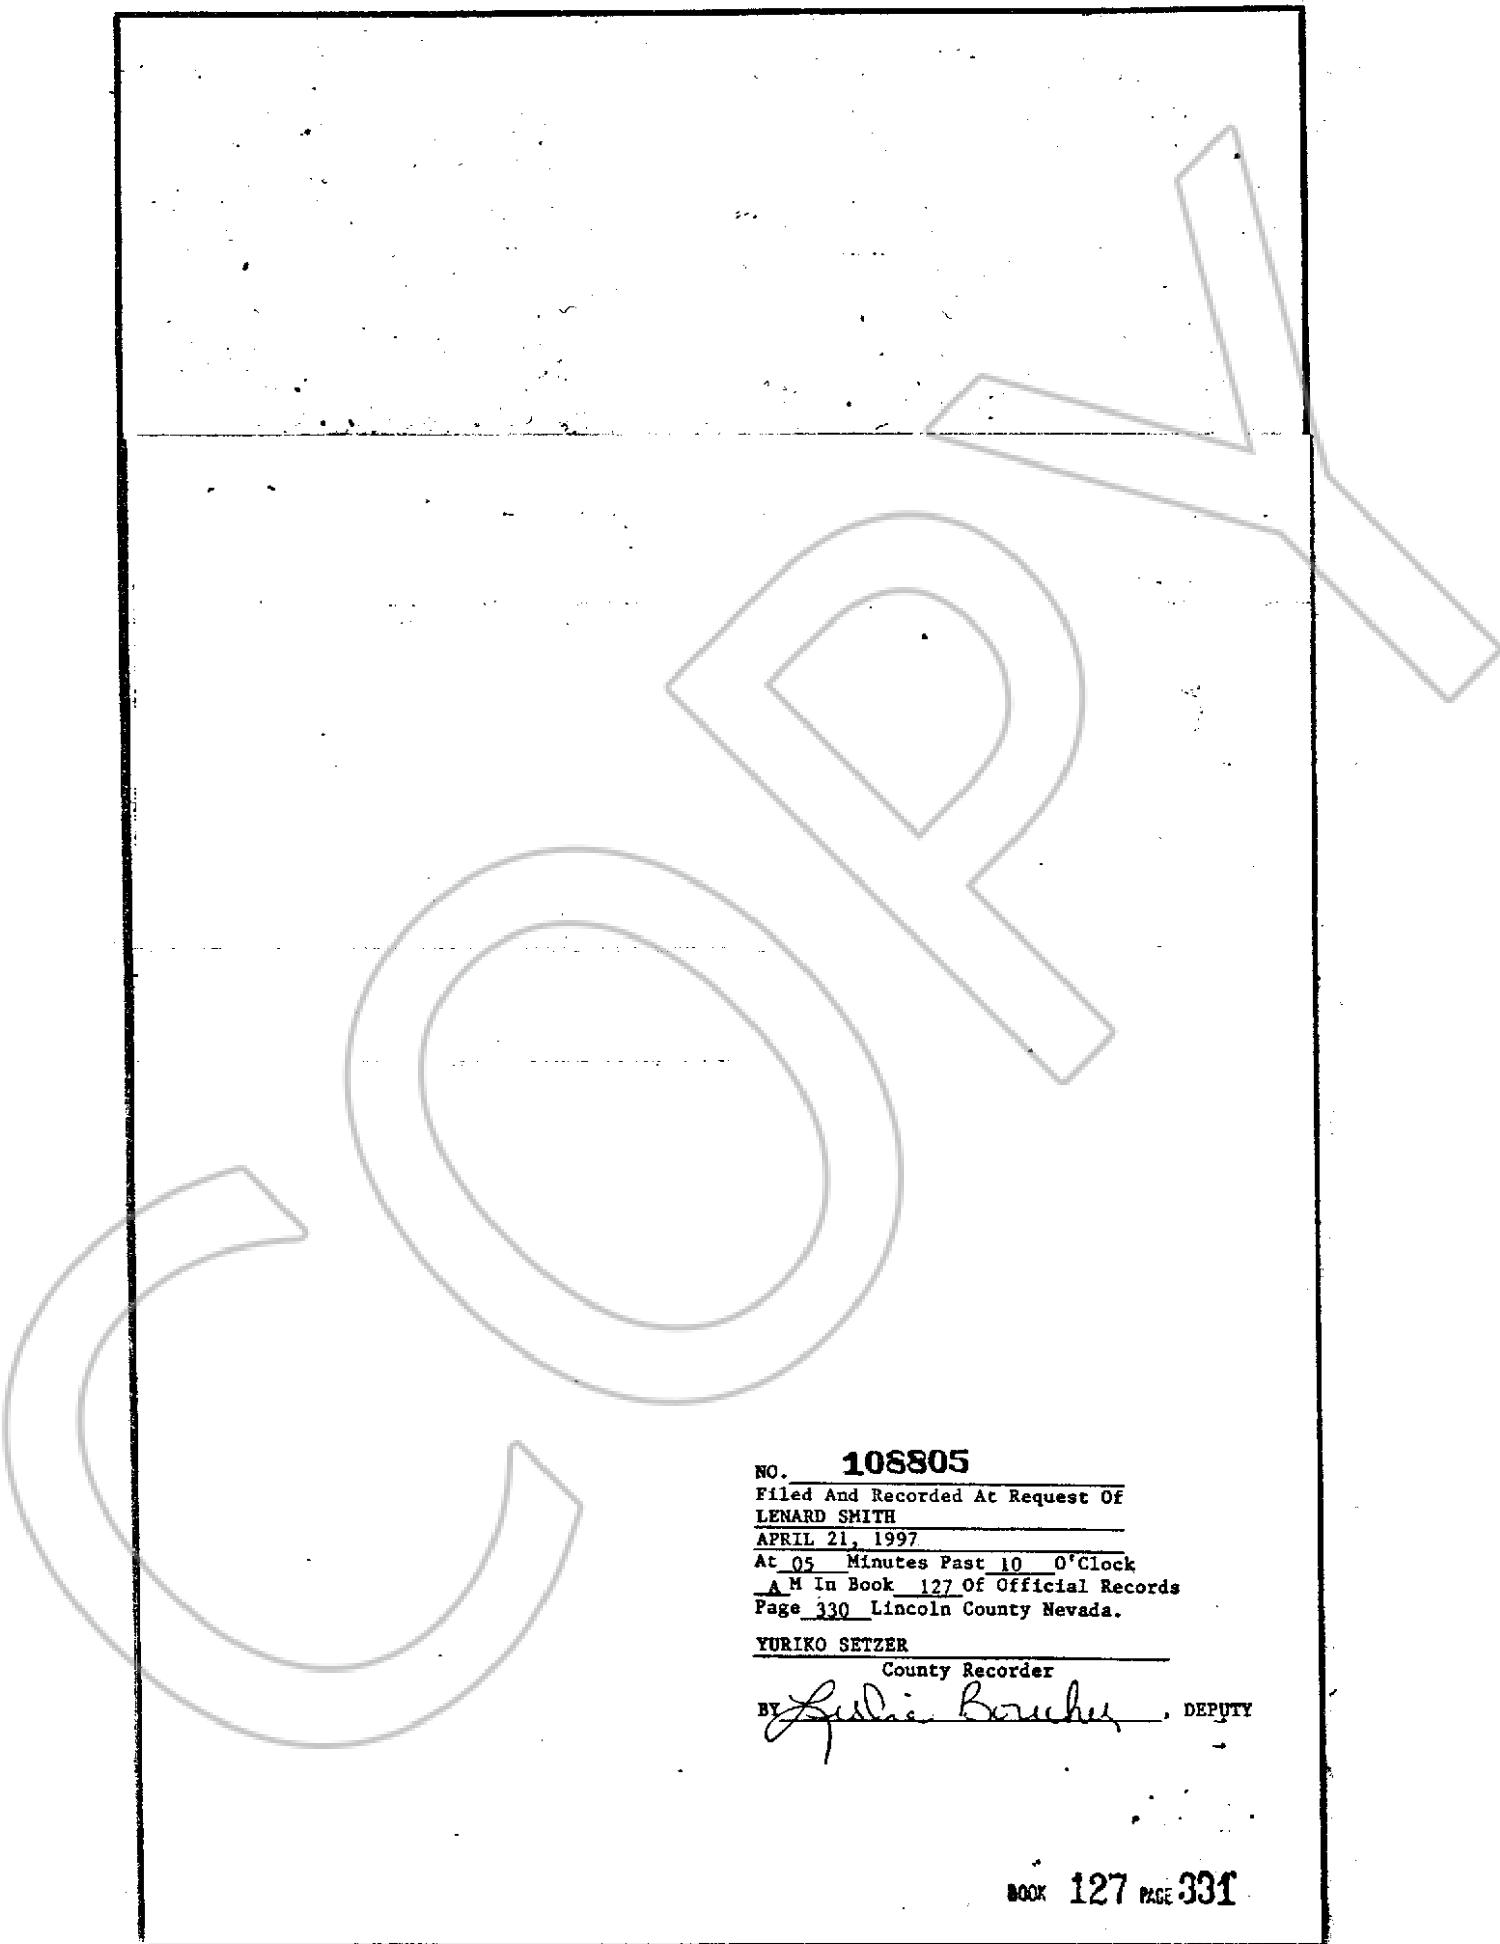 COPY
NO. 108805
Filed And Recorded At Request Of
LENARD SMITH
APRIL 21, 1997
At 05 Minutes Past 10 O'Clock
A M In Book 127 Of Official Records
Page 330 Lincoln County Nevada.
YURIKO SETZER
County Recorder
BY Leslie Boucher, DEPUTY
BOOK 127 PAGE 331